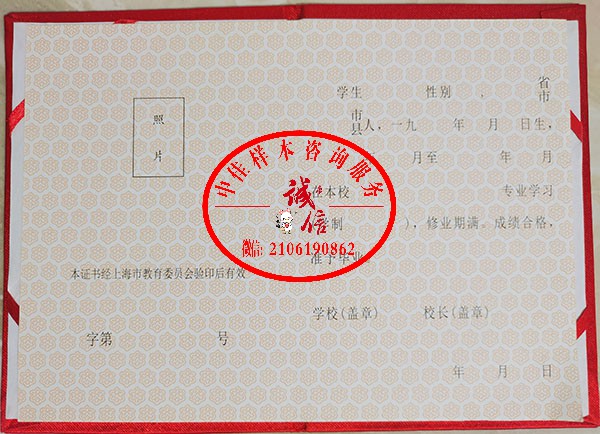 照
片
本证书经上海市教育委员会验印后有效
字第 号
学生 性别 , 省市
市县人，一九 年 月 日生，
月至 年 月
在本校 专业学习
学制 )，修业期满。成绩合格，
准予毕业。
学校(盖章) 校长(盖章)
年 月 日
中佳样本咨询服务
诚信
微信: 2106190862